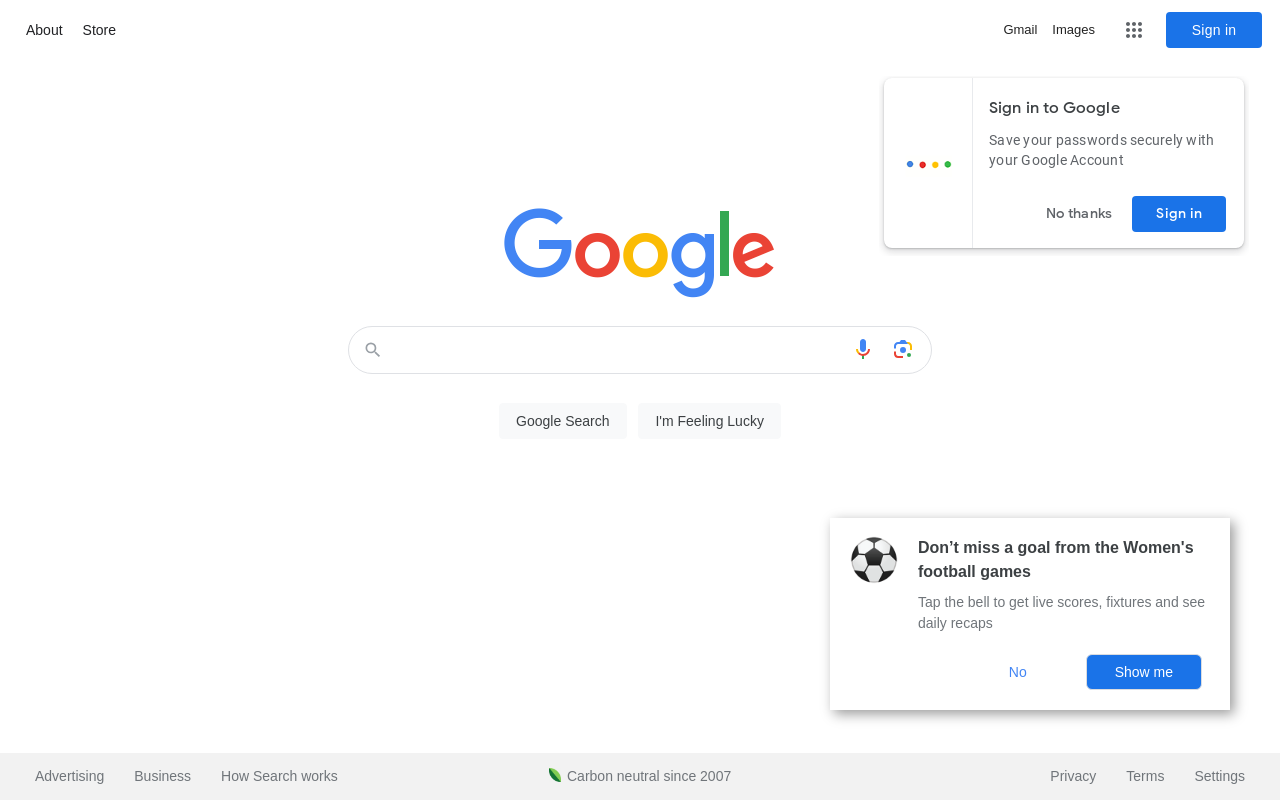 About Store Gmail Images Sign in
Sign in to Google
Save your passwords securely with
your Google Account
No thanks Sign in
Google
Google Search I'm Feeling Lucky
Don’t miss a goal from the Women's
football games
Tap the bell to get live scores, fixtures and see
daily recaps
No Show me
Advertising Business How Search works Carbon neutral since 2007 Privacy Terms Settings